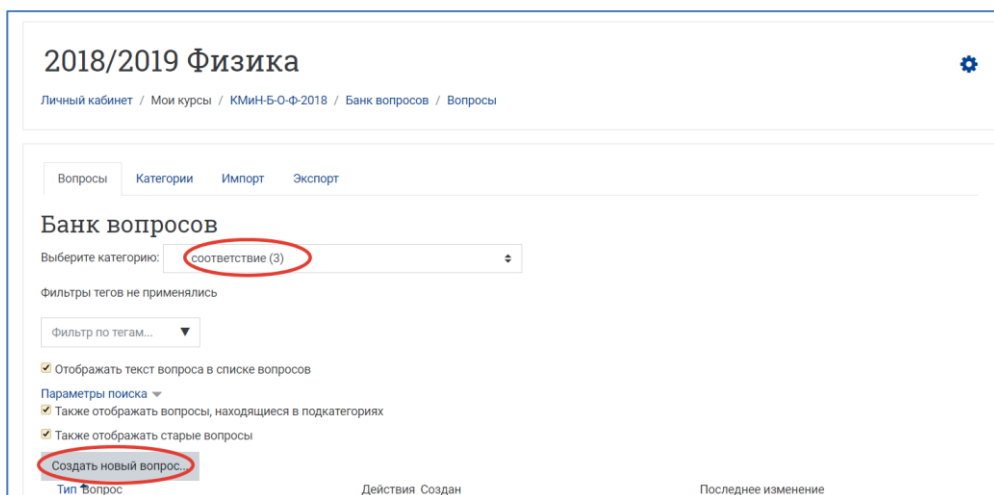 2018/2019 Физика
Личный кабинет / Мои курсы / КМиН-Б-О-Ф-2018 / Банк вопросов / Вопросы
Вопросы Категории Импорт Экспорт
Банк вопросов
Выберите категорию: соответствие (3)
Фильтры тегов не применялись
Фильтр по тегам...
Отображать текст вопроса в списке вопросов
Параметры поиска
Также отображать вопросы, находящиеся в подкатегориях
Также отображать старые вопросы
Создать новый вопрос...
Тип Вопрос Действия Создан Последнее изменение